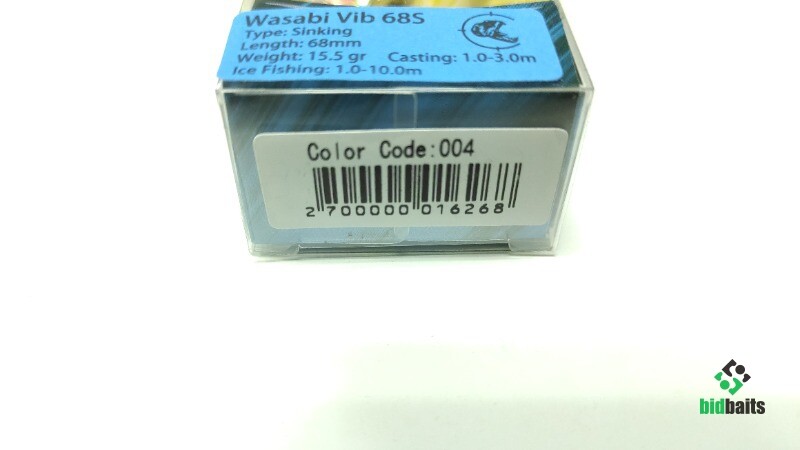 Wasabi Vib 68S
Type: Sinking
Length: 68mm
Weight: 15.5 gr Casting: 1.0-3.0m
Ice Fishing: 1.0-10.0m
Color Code:004
2 700000 016268
bidbaits